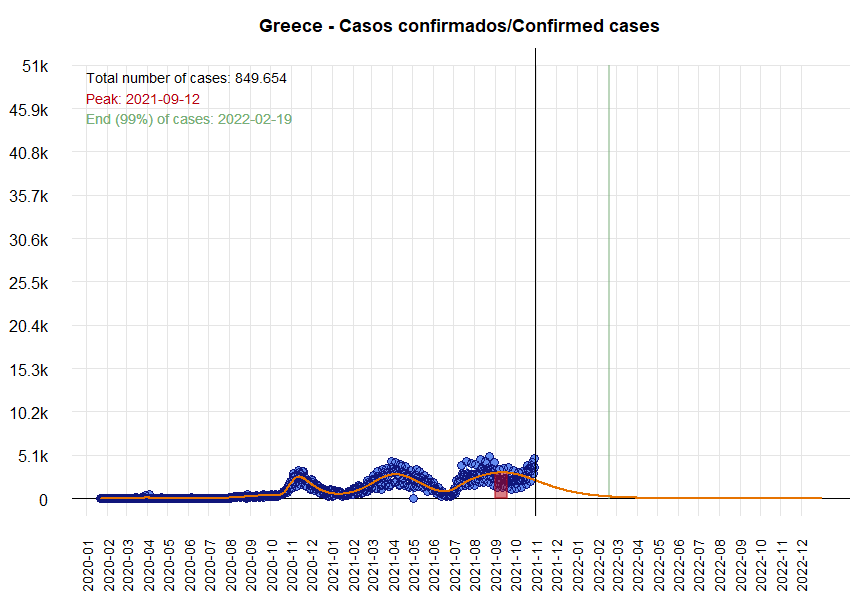 Greece - Casos confirmados/Confirmed cases
51k
Total number of cases: 849.654
Peak: 2021-09-12
End (99%) of cases: 2022-02-19
45.9k
40.8k
35.7k
30.6k
25.5k
20.4k
15.3k
10.2k
5.1k
0
2020-01
2020-02
2020-03
2020-04
2020-05
2020-06
2020-07
2020-08
2020-09
2020-10
2020-11
2020-12
2021-01
2021-02
2021-03
2021-04
2021-05
2021-06
2021-07
2021-08
2021-09
2021-10
2021-11
2021-12
2022-01
2022-02
2022-03
2022-04
2022-05
2022-06
2022-07
2022-08
2022-09
2022-10
2022-11
2022-12